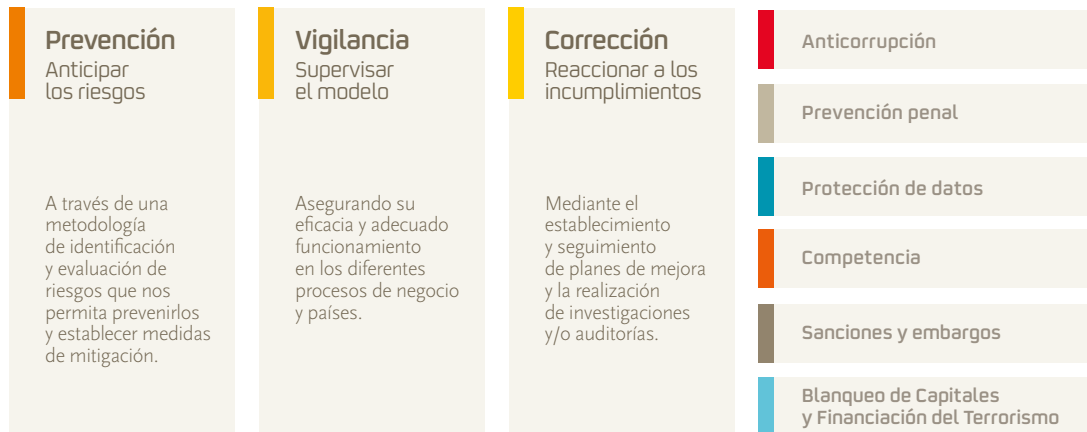 Prevención
Anticipar
los riesgos
A través de una
metodología
de identificación
y evaluación de
riesgos que nos
permita prevenirlos
y establecer medidas
de mitigación.
Vigilancia
Supervisar
el modelo
Asegurando su
eficacia y adecuado
funcionamiento
en los diferentes
procesos de negocio
y países.
Corrección
Reaccionar a los
incumplimientos
Mediante el
establecimiento
y seguimiento
de planes de mejora
y la realización
de investigaciones
y/o auditorías.
Anticorrupción
Prevención penal
Protección de datos
Competencia
Sanciones y embargos
Blanqueo de Capitales
y Financiación del Terrorismo